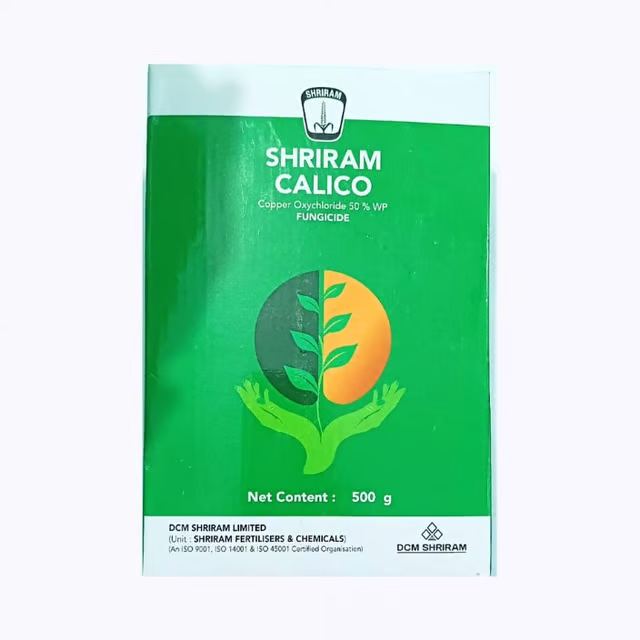 SHRIRAM
SHRIRAM
CALICO
Copper Oxychloride 50 % WP
FUNGICIDE
Net Content : 500 g
DCM SHRIRAM LIMITED
(Unit : SHRIRAM FERTILISERS & CHEMICALS)
(An ISO 9001, ISO 14001 & ISO 45001 Certified Organisation)
DCM SHRIRAM